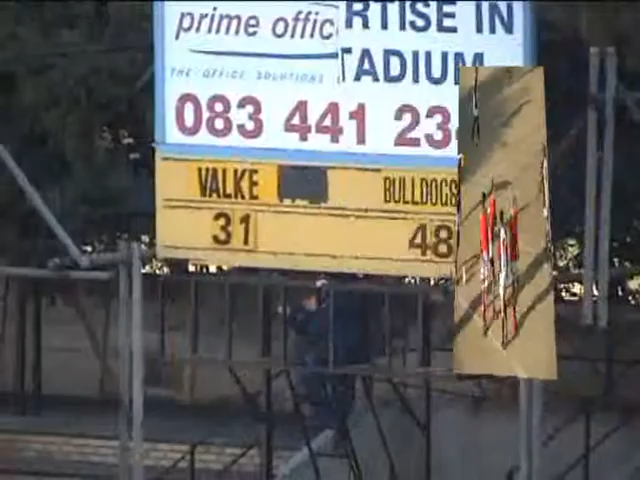 prime offic
RTISE IN
TADIUM
THE OFFICE SOLUTIONS
083 441 23
VALKE BULLDOGS
31 48